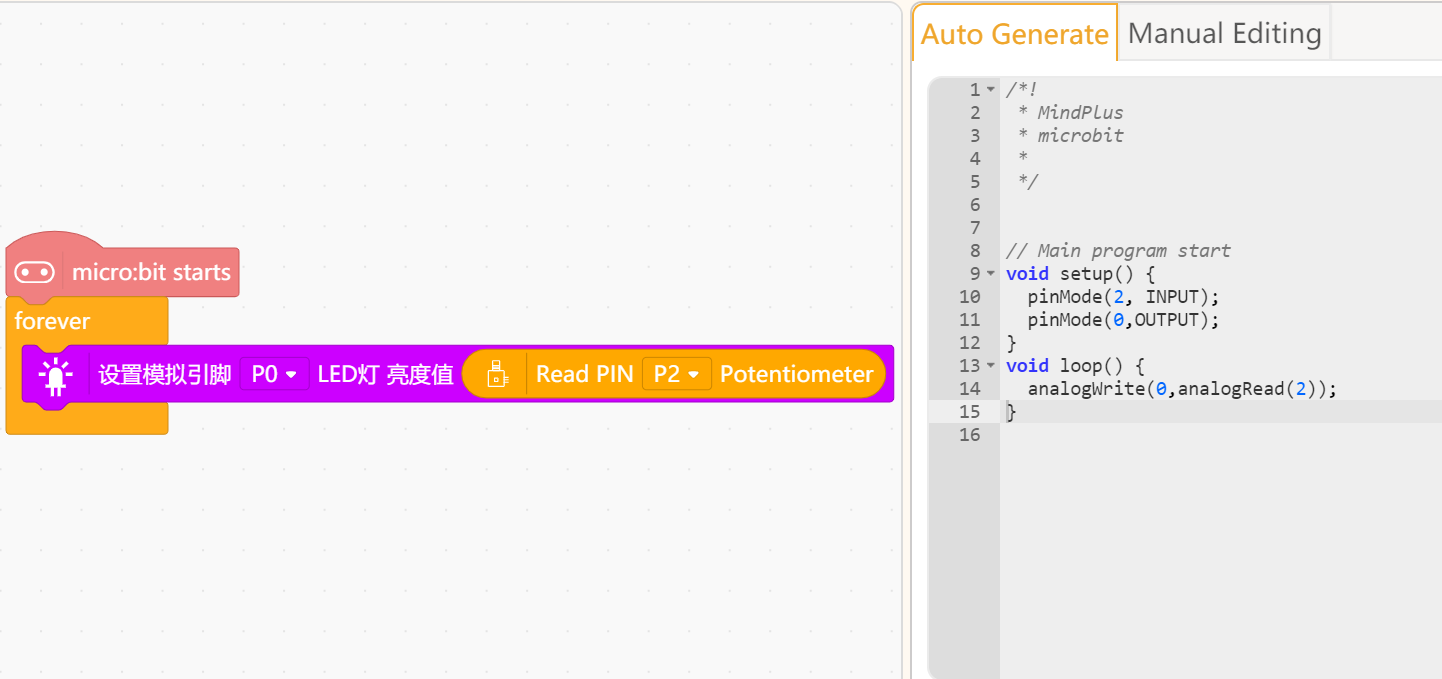 micro:bit starts
forever
设置模拟引脚 P0 LED灯 亮度值 Read PIN P2 Potentiometer
Auto Generate Manual Editing
1 /*!
2 * MindPlus
3 * microbit
4 *
5 */
6
7
8 // Main program start
9 void setup() {
10 pinMode(2, INPUT);
11 pinMode(0,OUTPUT);
12 }
13 void loop() {
14 analogWrite(0,analogRead(2));
15 }
16